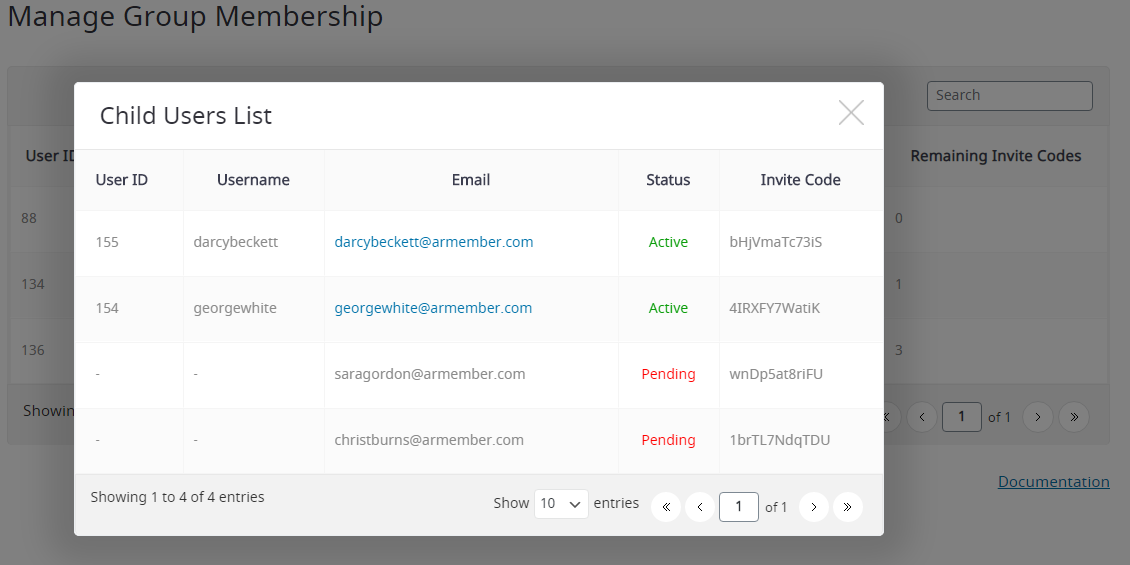 Manage Group Membership
Search
Child Users List
User ID Remaining Invite Codes
User ID Username Email Status Invite Code
88 0
155 darcybeckett darcybeckett@armember.com Active bHjVmaTc73iS
134 1
154 georgewhite georgewhite@armember.com Active 4IRXFY7WatiK
136 3
- - saragordon@armember.com Pending wnDp5at8riFU
Showin 1 of 1
- - christburns@armember.com Pending 1brTL7NdqTDU
Documentation
Showing 1 to 4 of 4 entries Show 10 entries 1 of 1